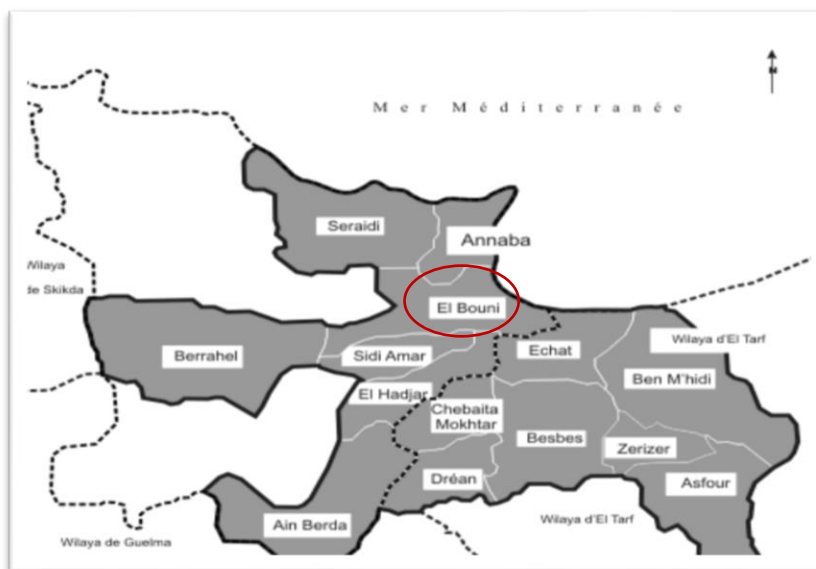 N
Mer Méditerranée
Seraidi
Annaba
Wilaya
de Skikda
El Bouni
Wilaya d'El Tarf
Berrahel
Sidi Amar
Echat
Ben M'hidi
El Hadjar
Chebaita
Mokhtar
Besbes
Zerizer
Dréan
Asfour
Ain Berda
Wilaya d'El Tarf
Wilaya de Guelma